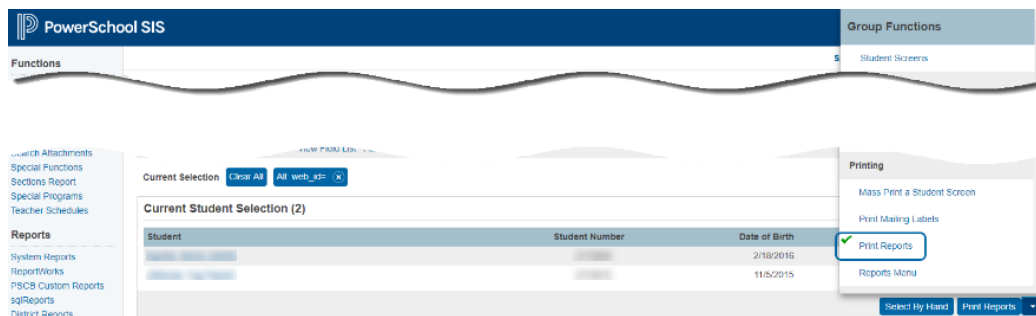 PowerSchool SIS
Group Functions
Functions
S
Student Screens
Search Attachments
Special Functions
Sections Report
Special Programs
Teacher Schedules
View Field List
Current Selection Clear All All: web_id=
Printing
Mass Print a Student Screen
Print Mailing Labels
Print Reports
Reports Menu
Current Student Selection (2)
Student Student Number Date of Birth
2/18/2016
11/5/2015
Reports
System Reports
ReportWorks
PSCB Custom Reports
sqlReports
District Reports
Select By Hand Print Reports